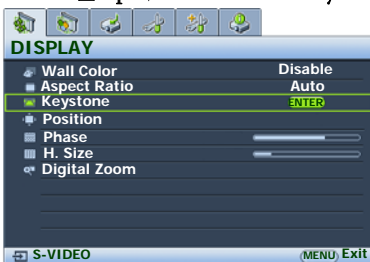 DISPLAY
Wall Color Disable
Aspect Ratio Auto
Keystone ENTER
Position
Phase
H. Size
Digital Zoom
S-VIDEO MENU Exit